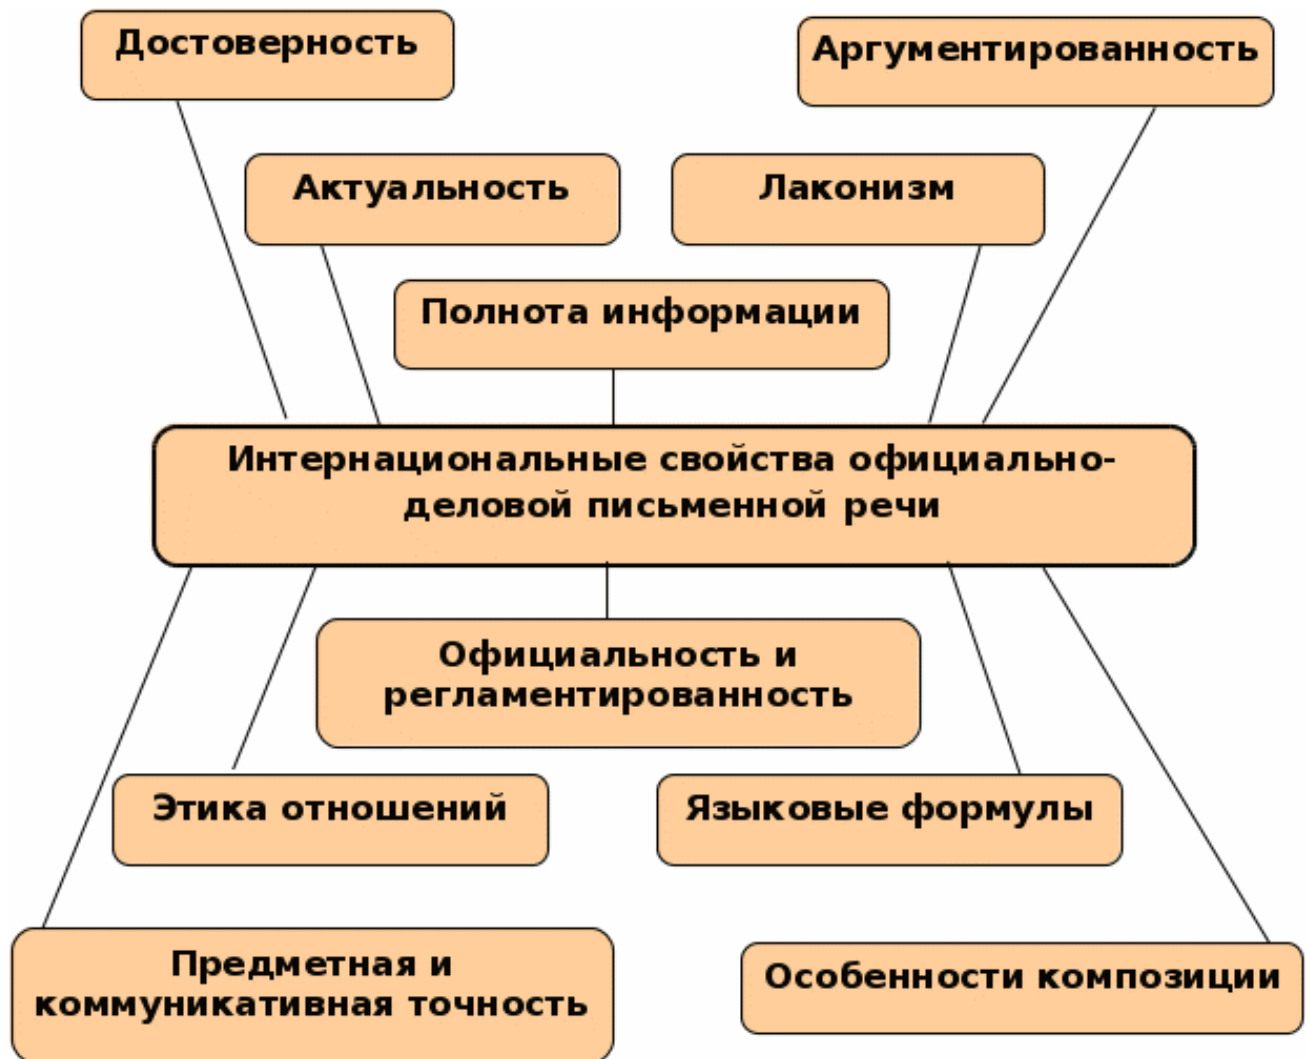 Достоверность
Аргументированность
Актуальность
Лаконизм
Полнота информации
Интернациональные свойства официально-
деловой письменной речи
Официальность и
регламентированность
Этика отношений
Языковые формулы
Предметная и
коммуникативная точность
Особенности композиции